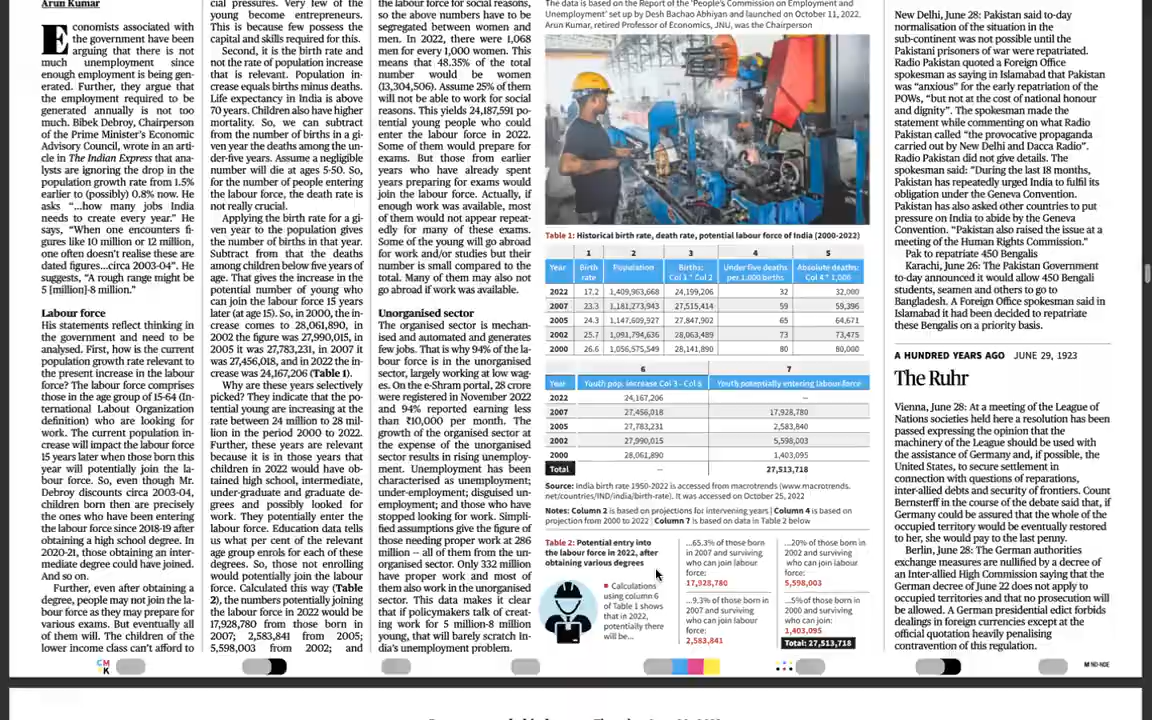 Arun Kumar
Economists associated with
the government have been
arguing that there is not
much unemployment since
enough employment is being gen-
erated. Further, they argue that
the employment required to be
generated annually is not too
much. Bibek Debroy, Chairperson
of the Prime Minister's Economic
Advisory Council, wrote in an arti-
cle in The Indian Express that ana-
lysts are ignoring the drop in the
population growth rate from 1.5%
earlier to (possibly) 0.8% now. He
asks "...how many jobs India
needs to create every year." He
says, "When one encounters fi-
gures like 10 million or 12 million,
one often doesn't realise these are
dated figures...circa 2003-04". He
suggests, "A rough range might be
5 [million]-8 million."
Labour force
His statements reflect thinking in
the government and need to be
analysed. First, how is the current
population growth rate relevant to
the present increase in the labour
force? The labour force comprises
those in the age group of 15-64 (In-
ternational Labour Organization
definition) who are looking for
work. The current population in-
crease will impact the labour force
15 years later when those born this
year will potentially join the la-
bour force. So, even though Mr.
Debroy discounts circa 2003-04,
children born then are precisely
the ones who have been entering
the labour force since 2018-19 after
obtaining a high school degree. In
2020-21, those obtaining an inter-
mediate degree could have joined.
And so on.
Further, even after obtaining a
degree, people may not join the la-
bour force as they may prepare for
various exams. But eventually all
of them will. The children of the
lower income class can't afford to
cial pressures. Very few of the
young become entrepreneurs.
This is because few possess the
capital and skills required for this.
Second, it is the birth rate and
not the rate of population increase
that is relevant. Population in-
crease equals births minus deaths.
Life expectancy in India is above
70 years. Children also have higher
mortality. So, we can subtract
from the number of births in a gi-
ven year the deaths among the un-
der-five years. Assume a negligible
number will die at ages 5-50. So,
for the number of people entering
the labour force, the death rate is
not really crucial.
Applying the birth rate for a gi-
ven year to the population gives
the number of births in that year.
Subtract from that the deaths
among children below five years of
age. That gives the increase in the
potential number of young who
can join the labour force 15 years
later (at age 15). So, in 2000, the in-
crease comes to 28,061,890, in
2002 the figure was 27,990,015, in
2005 it was 27,783,231, in 2007 it
was 27,456,018, and in 2022 the in-
crease was 24,167,206 (Table 1).
Why are these years selectively
picked? They indicate that the po-
tential young are increasing at the
rate between 24 million to 28 mil-
lion in the period 2000 to 2022.
Further, these years are relevant
because it is in those years that
children in 2022 would have ob-
tained high school, intermediate,
under-graduate and graduate de-
grees and possibly looked for
work. They potentially enter the
labour force. Education data tells
us what per cent of the relevant
age group enrols for each of these
degrees. So, those not enrolling
would potentially join the labour
force. Calculated this way (Table
2), the numbers potentially joining
the labour force in 2022 would be
17,928,780 from those born in
2007; 2,583,841 from 2005;
5,598,003 from 2002; and
the labour force for social reasons,
so the above numbers have to be
segregated between women and
men. In 2022, there were 1,068
men for every 1,000 women. This
means that 48.35% of the total
number would be women
(13,304,506). Assume 25% of them
will not be able to work for social
reasons. This yields 24,187,591 po-
tential young people who could
enter the labour force in 2022.
Some of them would prepare for
exams. But those from earlier
years who have already spent
years preparing for exams would
join the labour force. Actually, if
enough work was available, most
of them would not appear repeat-
edly for many of these exams.
Some of the young will go abroad
for work and/or studies but their
number is small compared to the
total. Many of them may also not
go abroad if work was available.
Unorganised sector
The organised sector is mechan-
ised and automated and generates
few jobs. That is why 94% of the la-
bour force is in the unorganised
sector, largely working at low wag-
es. On the e-Shram portal, 28 crore
were registered in November 2022
and 94% reported earning less
than ₹10,000 per month. The
growth of the organised sector at
the expense of the unorganised
sector results in rising unemploy-
ment. Unemployment has been
characterised as unemployment;
under-employment; disguised un-
employment; and those who have
stopped looking for work. Simpli-
fied assumptions give the figure of
those needing proper work at 286
million — all of them from the un-
organised sector. Only 332 million
have proper work and most of
them also work in the unorganised
sector. This data makes it clear
that if policymakers talk of creat-
ing work for 5 million-8 million
young, that will barely scratch In-
dia's unemployment problem.
The data is based on the Report of the 'People's Commission on Employment and
Unemployment' set up by Desh Bachao Abhiyan and launched on October 11, 2022.
Arun Kumar, retired Professor of Economics, JNU, was the Chairperson
Table 1: Historical birth rate, death rate, potential labour force of India (2000-2022)
1 2 3 4 5
Year Birth rate Population Births: Col 1 * Col 2 Under five deaths per 1,000 births Absolute deaths: Col 4 * 1,000
2022 17.2 1,409,963,668 24,199,206 32 32,000
2007 23.3 1,181,273,943 27,515,414 59 59,396
2005 24.3 1,147,609,927 27,847,902 65 64,671
2002 25.7 1,091,794,636 28,063,489 73 73,475
2000 26.6 1,056,575,549 28,141,890 80 80,000
6 7
Year Youth pop. increase Col 3 - Col 5 Youth potentially entering labour force
2022 24,167,206 —
2007 27,456,018 17,928,780
2005 27,783,231 2,583,840
2002 27,990,015 5,598,003
2000 28,061,890 1,403,095
Total — 27,513,718
Source: India birth rate 1950-2022 is accessed from macrotrends (www.macrotrends.
net/countries/IND/india/birth-rate). It was accessed on October 25, 2022
Notes: Column 2 is based on projections for intervening years | Column 4 is based on
projection from 2000 to 2022 | Column 7 is based on data in Table 2 below
Table 2: Potential entry into
the labour force in 2022, after
obtaining various degrees
■ Calculations
using column 6
of Table 1 shows
that in 2022,
potentially there
will be...
...65.3% of those born
in 2007 and surviving
who can join labour
force:
17,928,780
...9.3% of those born in
2007 and surviving
who can join labour
force:
2,583,841
...20% of those born in
2002 and surviving
who can join labour
force:
5,598,003
...5% of those born in
2000 and surviving
who can join labour:
1,403,095
Total: 27,513,718
New Delhi, June 28: Pakistan said to-day
normalisation of the situation in the
sub-continent was not possible until the
Pakistani prisoners of war were repatriated.
Radio Pakistan quoted a Foreign Office
spokesman as saying in Islamabad that Pakistan
was "anxious" for the early repatriation of the
POWs, "but not at the cost of national honour
and dignity". The spokesman made the
statement while commenting on what Radio
Pakistan called "the provocative propaganda
carried out by New Delhi and Dacca Radio".
Radio Pakistan did not give details. The
spokesman said: "During the last 18 months,
Pakistan has repeatedly urged India to fulfil its
obligation under the Geneva Convention.
Pakistan has also asked other countries to put
pressure on India to abide by the Geneva
Convention. "Pakistan also raised the issue at a
meeting of the Human Rights Commission."
Pak to repatriate 450 Bengalis
Karachi, June 26: The Pakistan Government
to-day announced it would allow 450 Bengali
students, seamen and others to go to
Bangladesh. A Foreign Office spokesman said in
Islamabad it had been decided to repatriate
these Bengalis on a priority basis.
A HUNDRED YEARS AGO JUNE 29, 1923
The Ruhr
Vienna, June 28: At a meeting of the League of
Nations societies held here a resolution has been
passed expressing the opinion that the
machinery of the League should be used with
the assistance of Germany and, if possible, the
United States, to secure settlement in
connection with questions of reparations,
inter-allied debts and security of frontiers. Count
Bernsterff in the course of the debate said that, if
Germany could be assured that the whole of the
occupied territory would be eventually restored
to her, she would pay to the last penny.
Berlin, June 28: The German authorities
exchange measures are nullified by a decree of
an Inter-allied High Commission saying that the
German decree of June 22 does not apply to
occupied territories and that no prosecution will
be allowed. A German presidential edict forbids
dealings in foreign currencies except at the
official quotation heavily penalising
contravention of this regulation.
CMYK
M ND-NDE